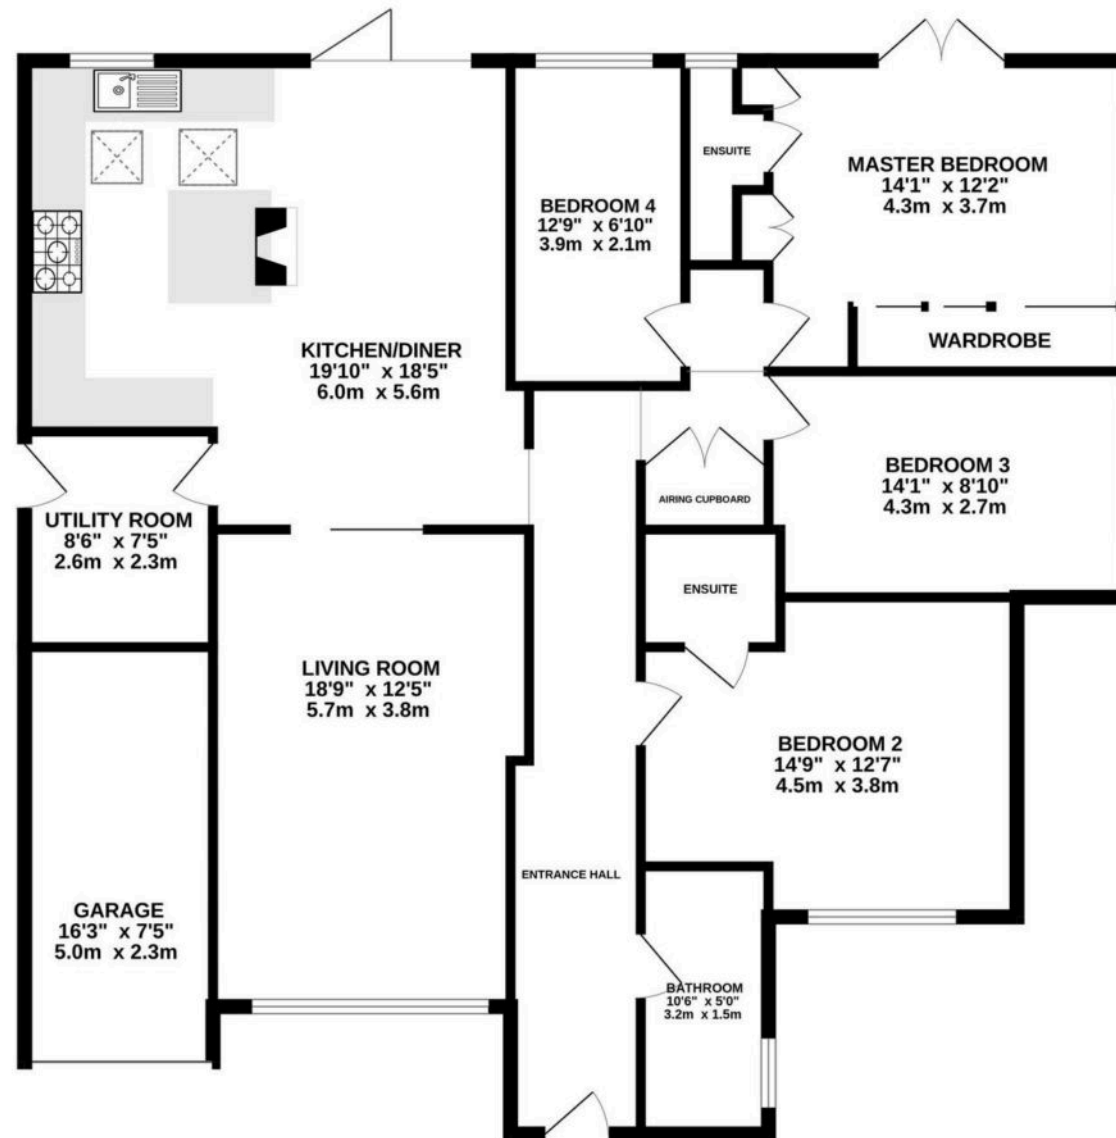 ENSUITE
MASTER BEDROOM
14'1" x 12'2"
4.3m x 3.7m
BEDROOM 4
12'9" x 6'10"
3.9m x 2.1m
WARDROBE
KITCHEN/DINER
19'10" x 18'5"
6.0m x 5.6m
BEDROOM 3
14'1" x 8'10"
4.3m x 2.7m
AIRING CUPBOARD
UTILITY ROOM
8'6" x 7'5"
2.6m x 2.3m
ENSUITE
LIVING ROOM
18'9" x 12'5"
5.7m x 3.8m
BEDROOM 2
14'9" x 12'7"
4.5m x 3.8m
ENTRANCE HALL
GARAGE
16'3" x 7'5"
5.0m x 2.3m
BATHROOM
10'6" x 5'0"
3.2m x 1.5m